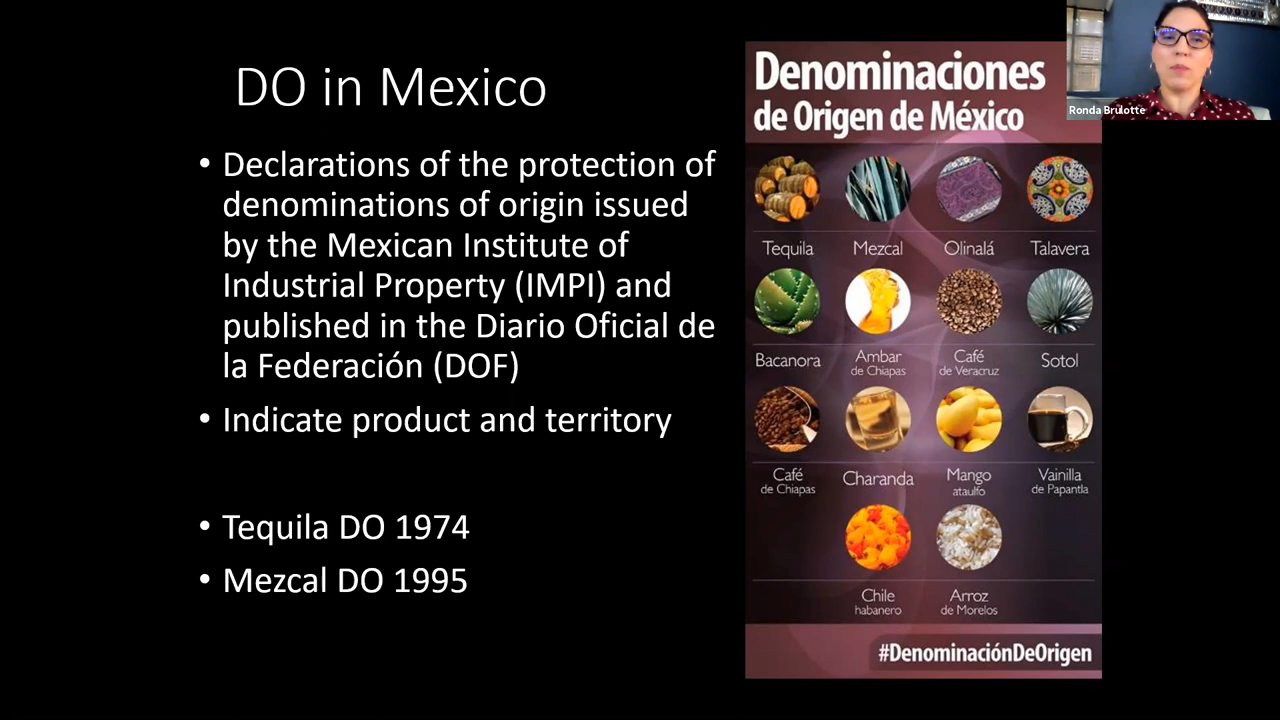 DO in Mexico
• Declarations of the protection of
denominations of origin issued
by the Mexican Institute of
Industrial Property (IMPI) and
published in the Diario Oficial de
la Federación (DOF)
• Indicate product and territory
• Tequila DO 1974
• Mezcal DO 1995
Denominaciones
de Origen de México
Tequila Mezcal Olinalá Talavera
Bacanora Ambar de Chiapas Café de Veracruz Sotol
Café de Chiapas Charanda Mango ataulfo Vainilla de Papantla
Chile habanero Arroz de Morelos
#DenominaciónDeOrigen
Ronda Brulotte